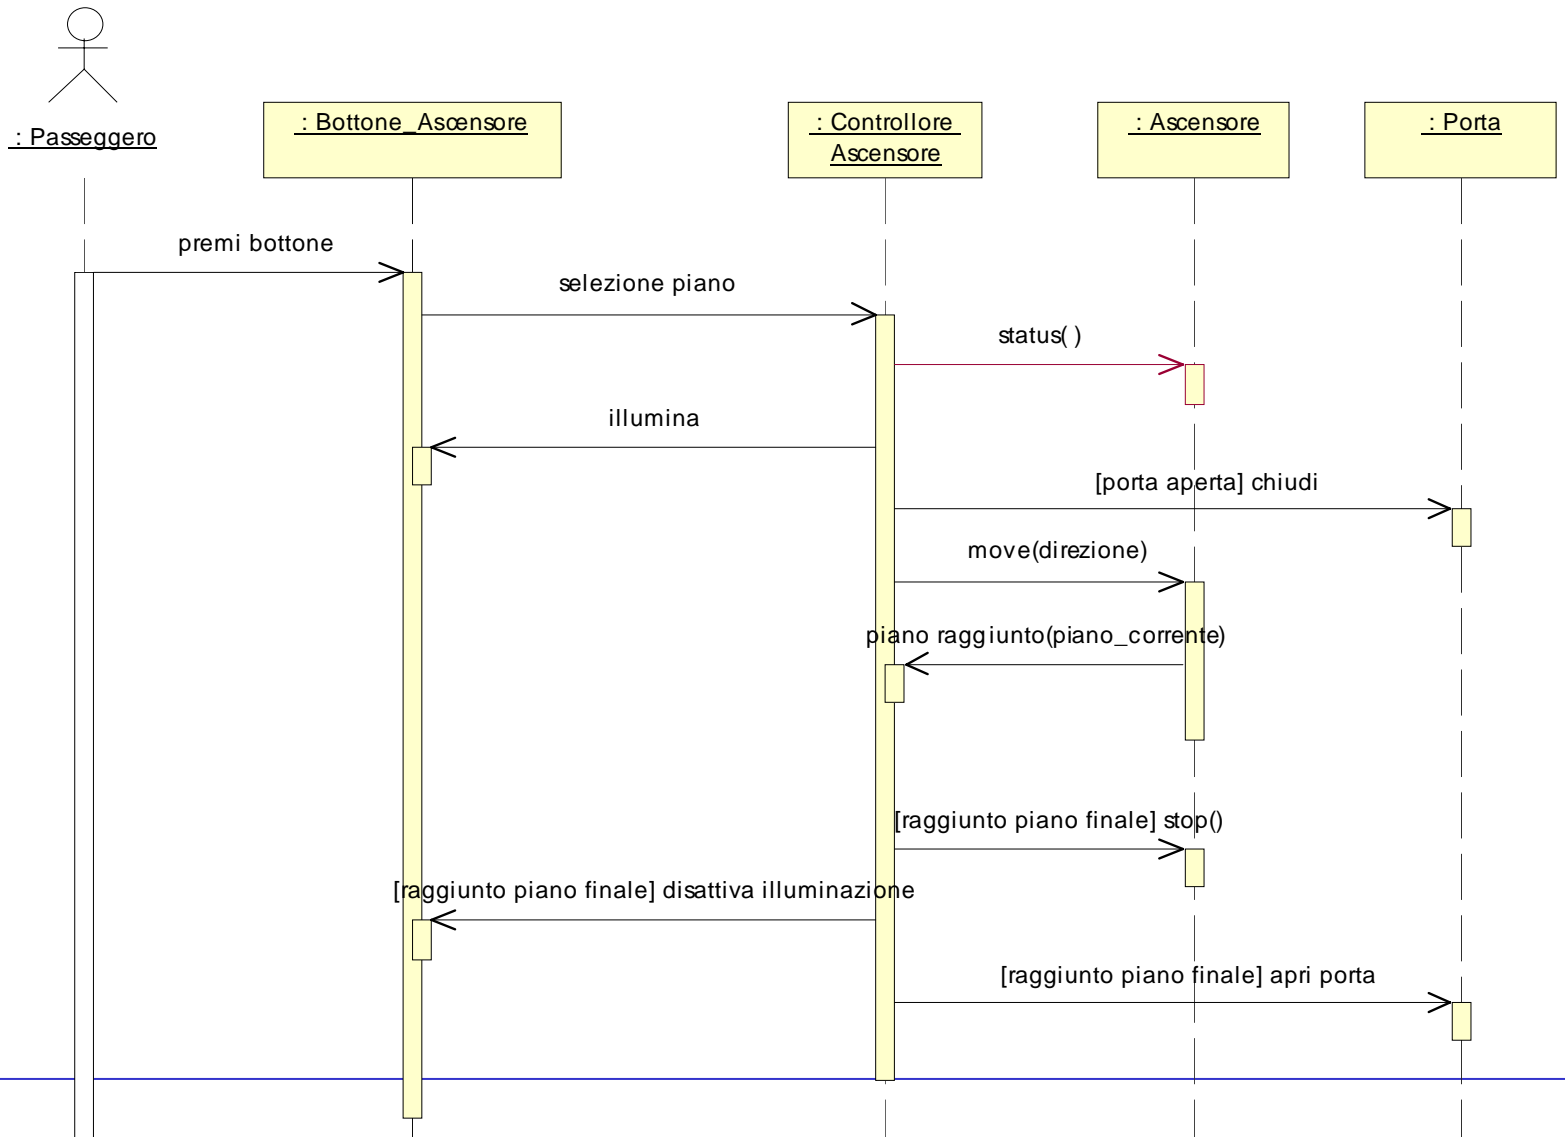 : Passeggero
: Bottone_Ascensore
: Controllore
Ascensore
: Ascensore
: Porta
premi bottone
selezione piano
status( )
illumina
[porta aperta] chiudi
move(direzione)
piano raggiunto(piano_corrente)
[raggiunto piano finale] stop()
[raggiunto piano finale] disattiva illuminazione
[raggiunto piano finale] apri porta